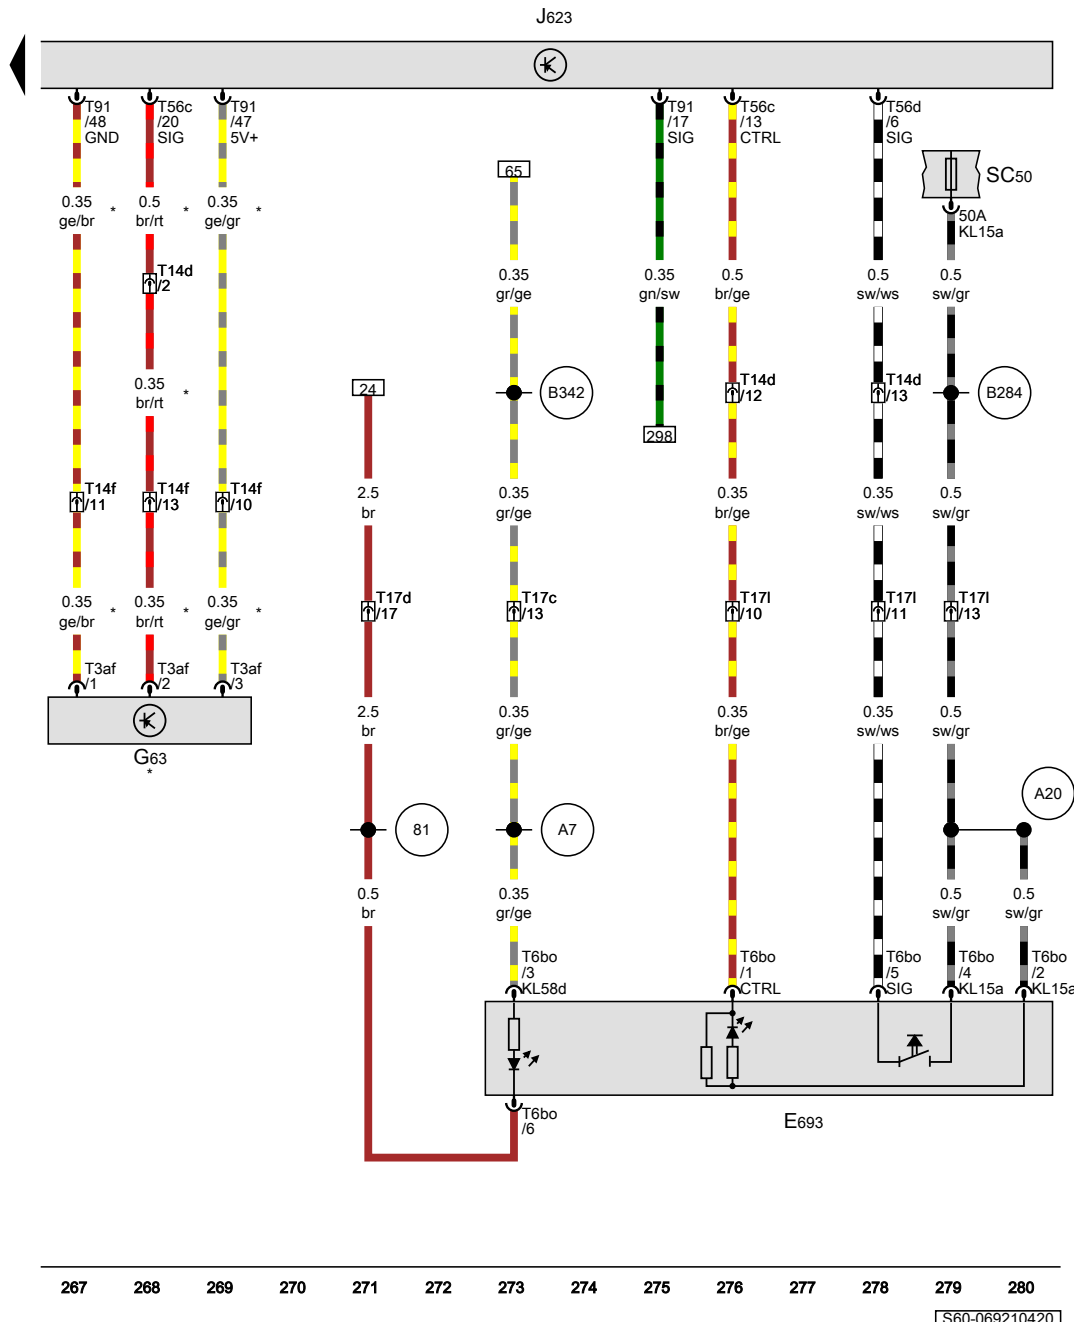 J623
T91
/48
GND
T56c
/20
SIG
T91
/47
5V+
T91
/17
SIG
T56c
/13
CTRL
T56d
/6
SIG
SC50
50A
KL15a
65
0.35
ge/br
*
0.5
br/rt
*
0.35
ge/gr
*
T14d
/2
0.35
gr/ge
0.35
gn/sw
0.5
br/ge
0.5
sw/ws
0.5
sw/gr
0.35
br/rt
*
24
B342
298
T14d
/12
T14d
/13
B284
T14f
/11
T14f
/13
T14f
/10
2.5
br
0.35
gr/ge
0.35
br/ge
0.35
sw/ws
0.5
sw/gr
0.35
ge/br
*
0.35
br/rt
*
0.35
ge/gr
*
T17d
/17
T17c
/13
T17l
/10
T17l
/11
T17l
/13
T3af
/1
T3af
/2
T3af
/3
G63
*
2.5
br
0.35
gr/ge
0.35
br/ge
0.35
sw/ws
0.5
sw/gr
81
A7
A20
0.5
br
0.35
gr/ge
0.5
sw/gr
0.5
sw/gr
T6bo
/3
KL58d
T6bo
/1
CTRL
T6bo
/5
SIG
T6bo
/4
KL15a
T6bo
/2
KL15a
T6bo
/6
E693
267 268 269 270 271 272 273 274 275 276 277 278 279 280
S60-069210420